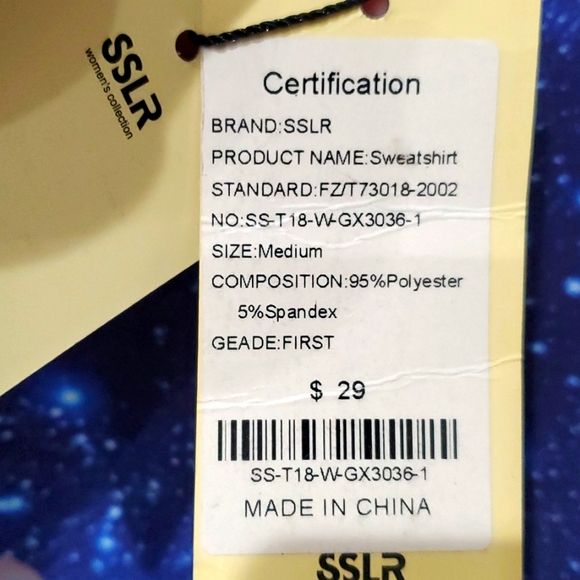 SSLR
women's collection
Certification
BRAND:SSLR
PRODUCT NAME:Sweatshirt
STANDARD:FZ/T73018-2002
NO:SS-T18-W-GX3036-1
SIZE:Medium
COMPOSITION:95%Polyester
5%Spandex
GEADE:FIRST
$ 29
SS-T18-W-GX3036-1
MADE IN CHINA
SSLR